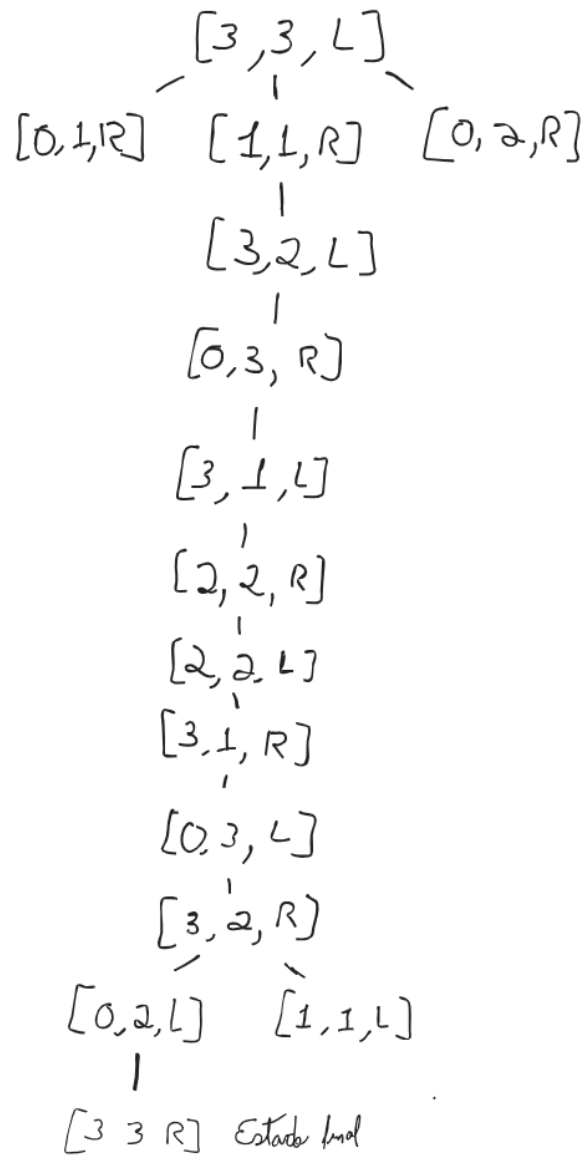 [3,3,L]
[0,1,R] [1,1,R] [0,2,R]
[3,2,L]
[0,3,R]
[3,1,L]
[2,2,R]
[2,2,L]
[3,1,R]
[0,3,L]
[3,2,R]
[0,2,L] [1,1,L]
[3 3 R] Estado final